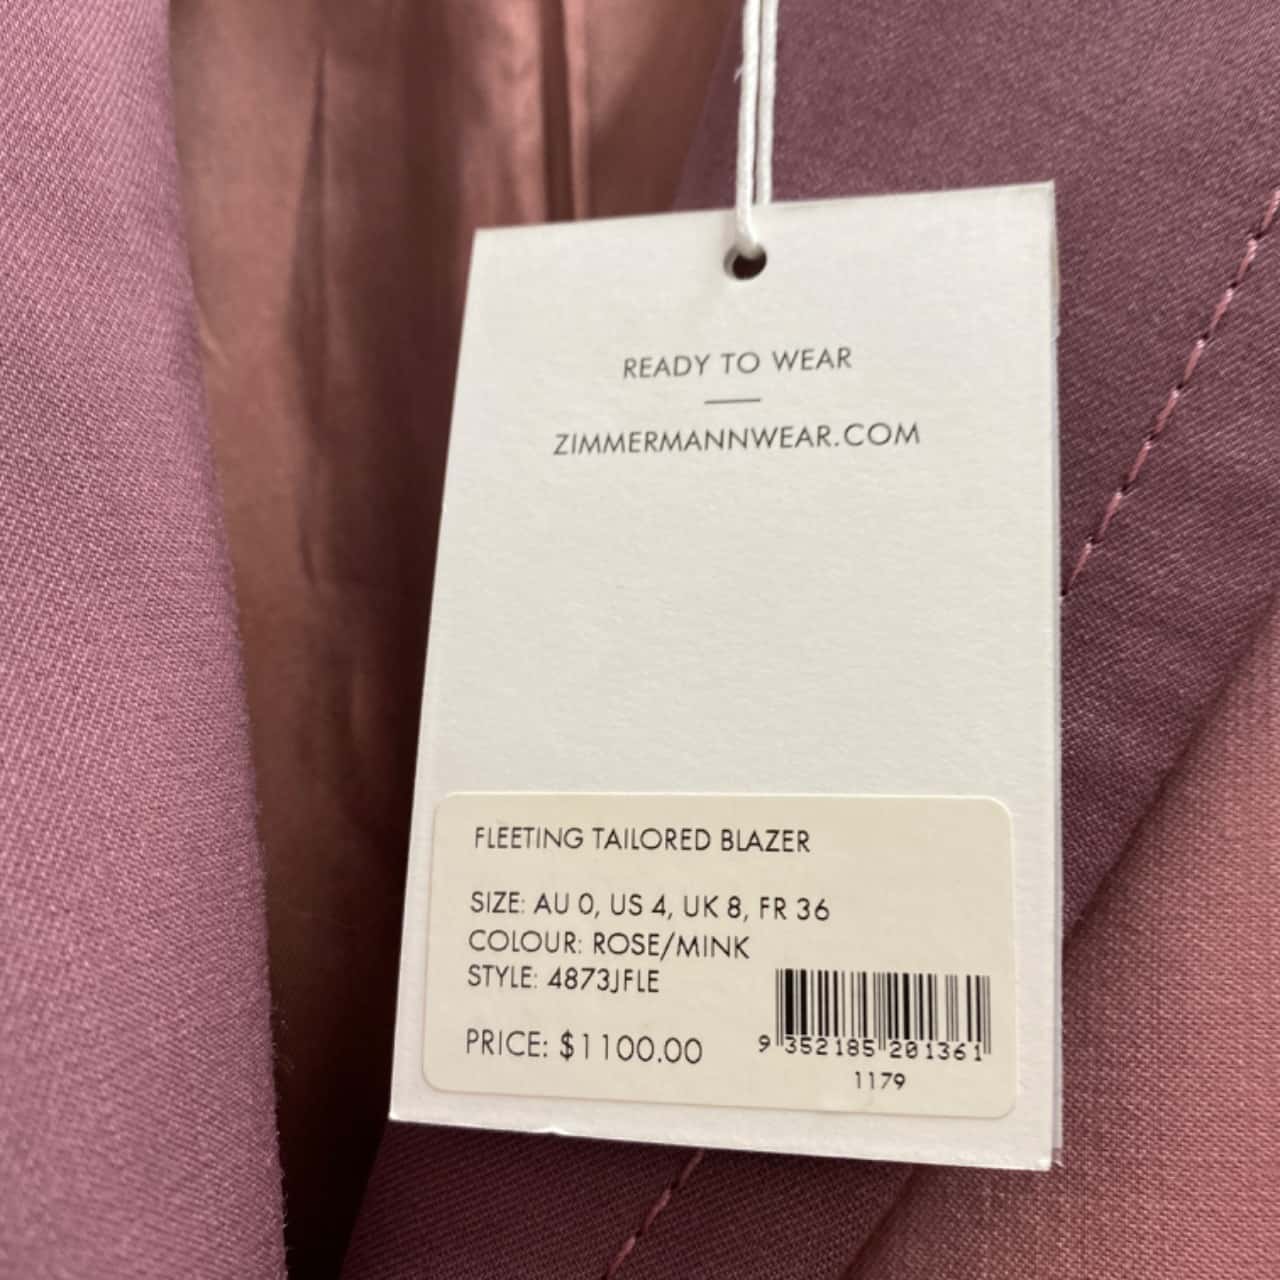 READY TO WEAR
ZIMMERMANNWEAR.COM
FLEETING TAILORED BLAZER
SIZE: AU 0, US 4, UK 8, FR 36
COLOUR: ROSE/MINK
STYLE: 4873JFLE
PRICE: $1100.00
9 352185 201361
1179